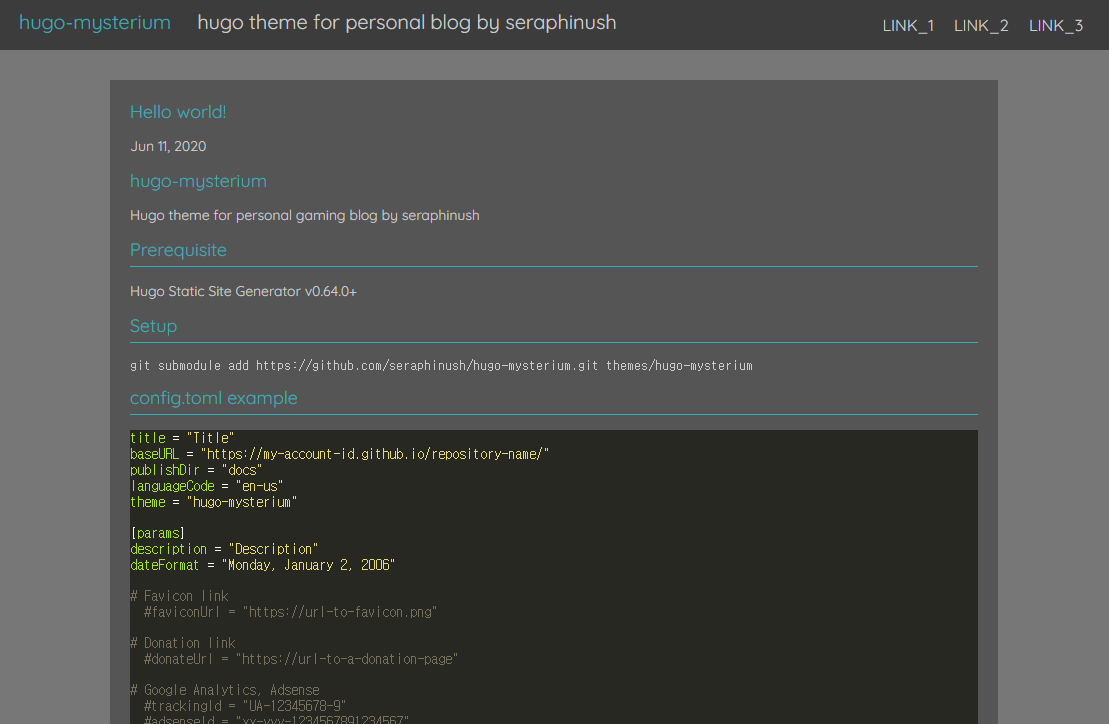 hugo-mysterium hugo theme for personal blog by seraphinush LINK_1 LINK_2 LINK_3
Hello world!
Jun 11, 2020
hugo-mysterium
Hugo theme for personal gaming blog by seraphinush
Prerequisite
Hugo Static Site Generator v0.64.0+
Setup
git submodule add https://github.com/seraphinush/hugo-mysterium.git themes/hugo-mysterium
config.toml example
title = "Title"
baseURL = "https://my-account-id.github.io/repository-name/"
publishDir = "docs"
languageCode = "en-us"
theme = "hugo-mysterium"
[params]
description = "Description"
dateFormat = "Monday, January 2, 2006"
# Favicon link
#faviconUrl = "https://url-to-favicon.png"
# Donation link
#donateUrl = "https://url-to-a-donation-page"
# Google Analytics, Adsense
#trackingId = "UA-12345678-9"
#adsenseId = "xx-yyy-1234567891234567"